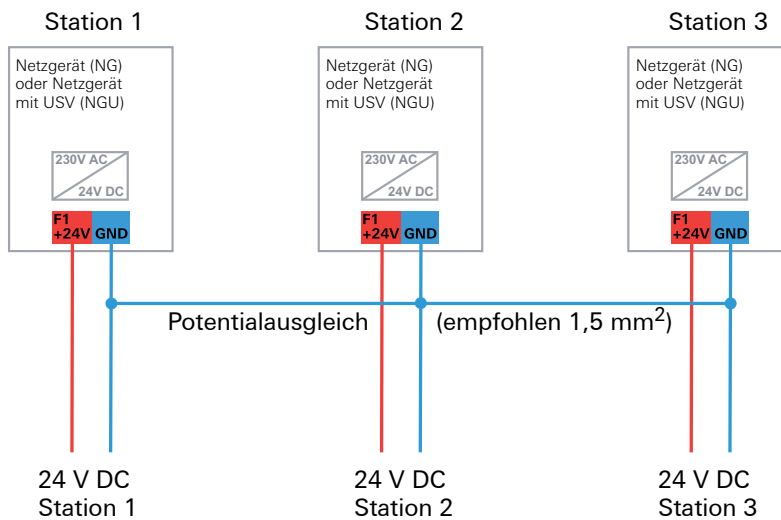 Station 1
Station 2
Station 3
Netzgerät (NG)
oder Netzgerät
mit USV (NGU)
Netzgerät (NG)
oder Netzgerät
mit USV (NGU)
Netzgerät (NG)
oder Netzgerät
mit USV (NGU)
230V AC
24V DC
230V AC
24V DC
230V AC
24V DC
F1
+24V GND
F1
+24V GND
F1
+24V GND
Potentialausgleich (empfohlen 1,5 mm²)
24 V DC
Station 1
24 V DC
Station 2
24 V DC
Station 3